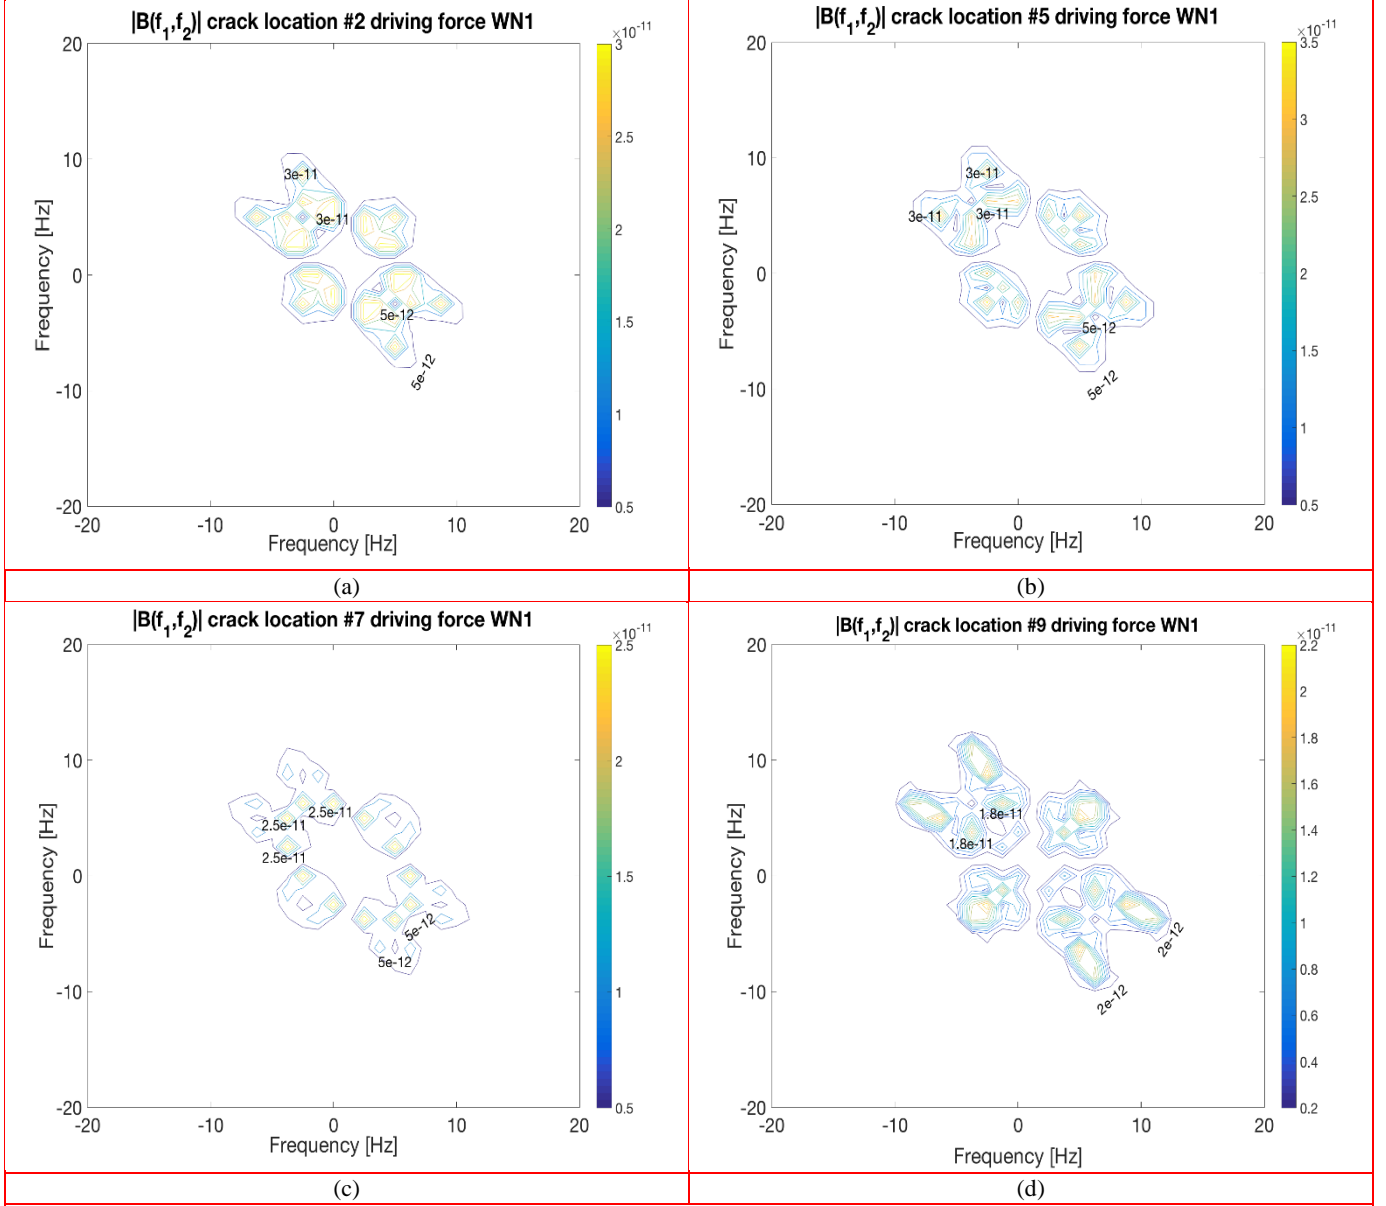 |B(f1,f2)| crack location #2 driving force WN1
×10-11
20
10
0
-10
-20
Frequency [Hz]
3e-11
3e-11
5e-12
5e-12
-20
-10
0
10
20
Frequency [Hz]
3
2.5
2
1.5
1
0.5
(a)
|B(f1,f2)| crack location #5 driving force WN1
×10-11
20
10
0
-10
-20
Frequency [Hz]
3e-11
3e-11
3e-11
5e-12
5e-12
-20
-10
0
10
20
Frequency [Hz]
3.5
3
2.5
2
1.5
1
0.5
(b)
|B(f1,f2)| crack location #7 driving force WN1
×10-11
20
10
0
-10
-20
Frequency [Hz]
2.5e-11
2.5e-11
2.5e-11
5e-12
5e-12
-20
-10
0
10
20
Frequency [Hz]
2.5
2
1.5
1
0.5
(c)
|B(f1,f2)| crack location #9 driving force WN1
×10-11
20
10
0
-10
-20
Frequency [Hz]
1.8e-11
1.8e-11
2e-12
2e-12
-20
-10
0
10
20
Frequency [Hz]
2.2
2
1.8
1.6
1.4
1.2
1
0.8
0.6
0.4
0.2
(d)